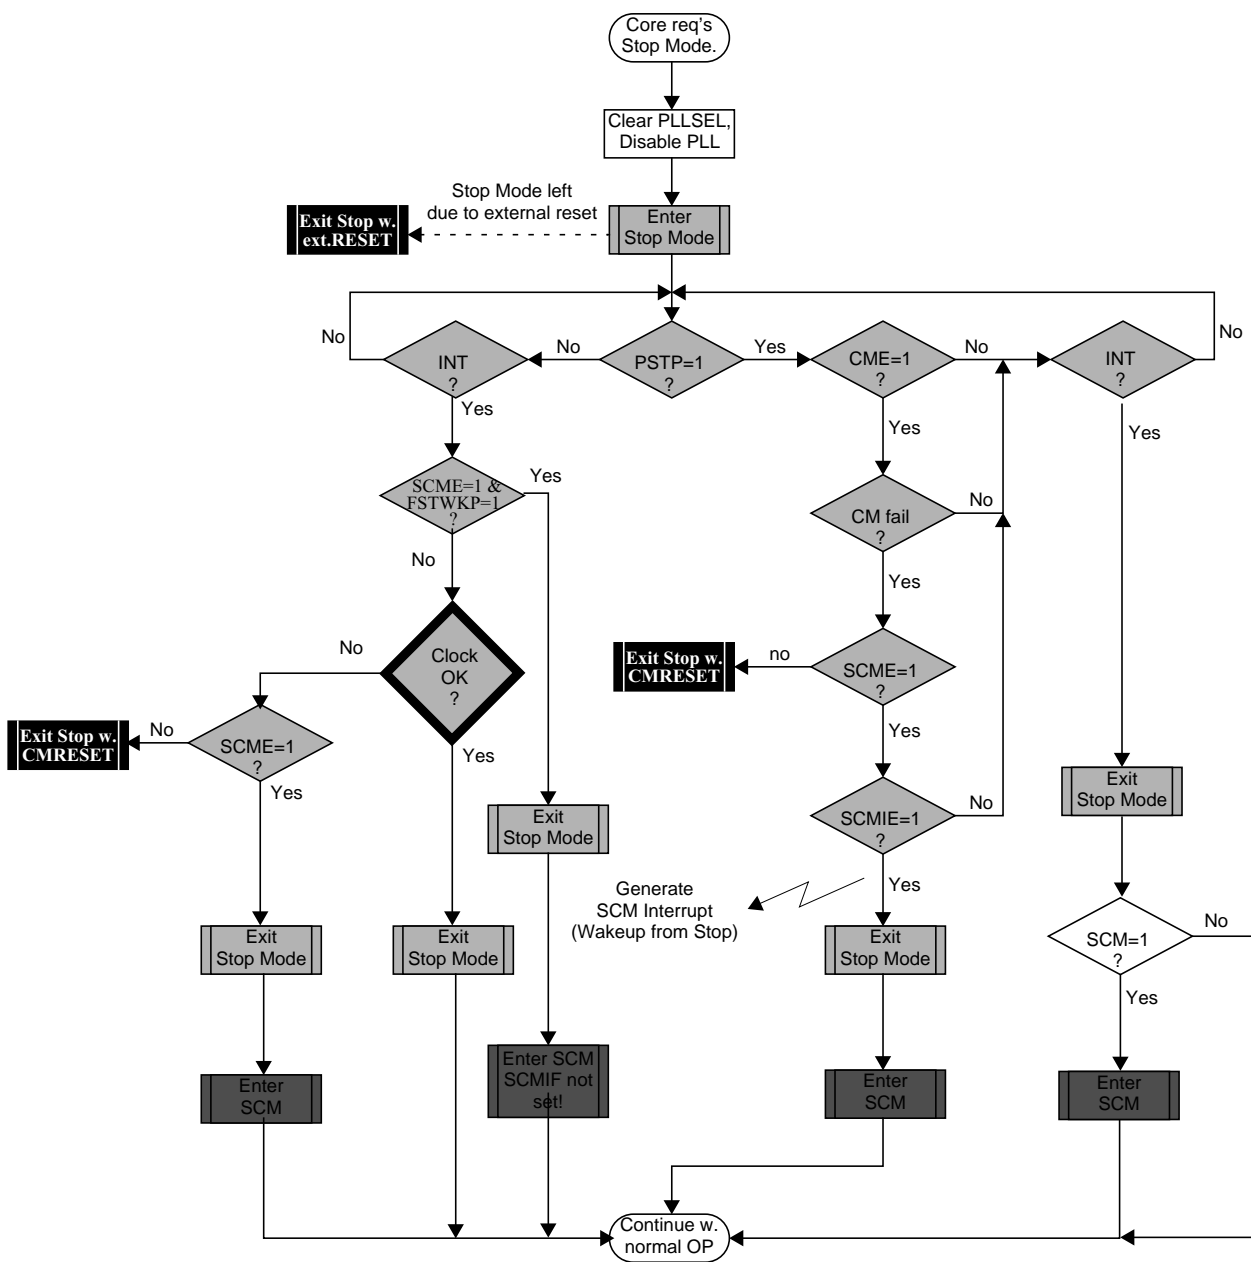 Core req's
Stop Mode.
Clear PLLSEL,
Disable PLL
Stop Mode left
due to external reset
Exit Stop w.
ext.RESET
Enter
Stop Mode
No
INT
?
No
PSTP=1
?
Yes
CME=1
?
No
INT
?
No
Yes
Yes
Yes
SCME=1 &
FSTWKP=1
?
Yes
CM fail
?
No
No
Yes
No
Clock
OK
?
Exit Stop w.
CMRESET
no
SCME=1
?
Exit Stop w.
CMRESET
No
SCME=1
?
Yes
Yes
Yes
Exit
Stop Mode
SCMIE=1
?
No
Exit
Stop Mode
Generate
SCM Interrupt
(Wakeup from Stop)
Yes
Exit
Stop Mode
Exit
Stop Mode
Exit
Stop Mode
SCM=1
?
No
Yes
Enter
SCM
Enter SCM
SCMIF not
set!
Enter
SCM
Enter
SCM
Continue w.
normal OP